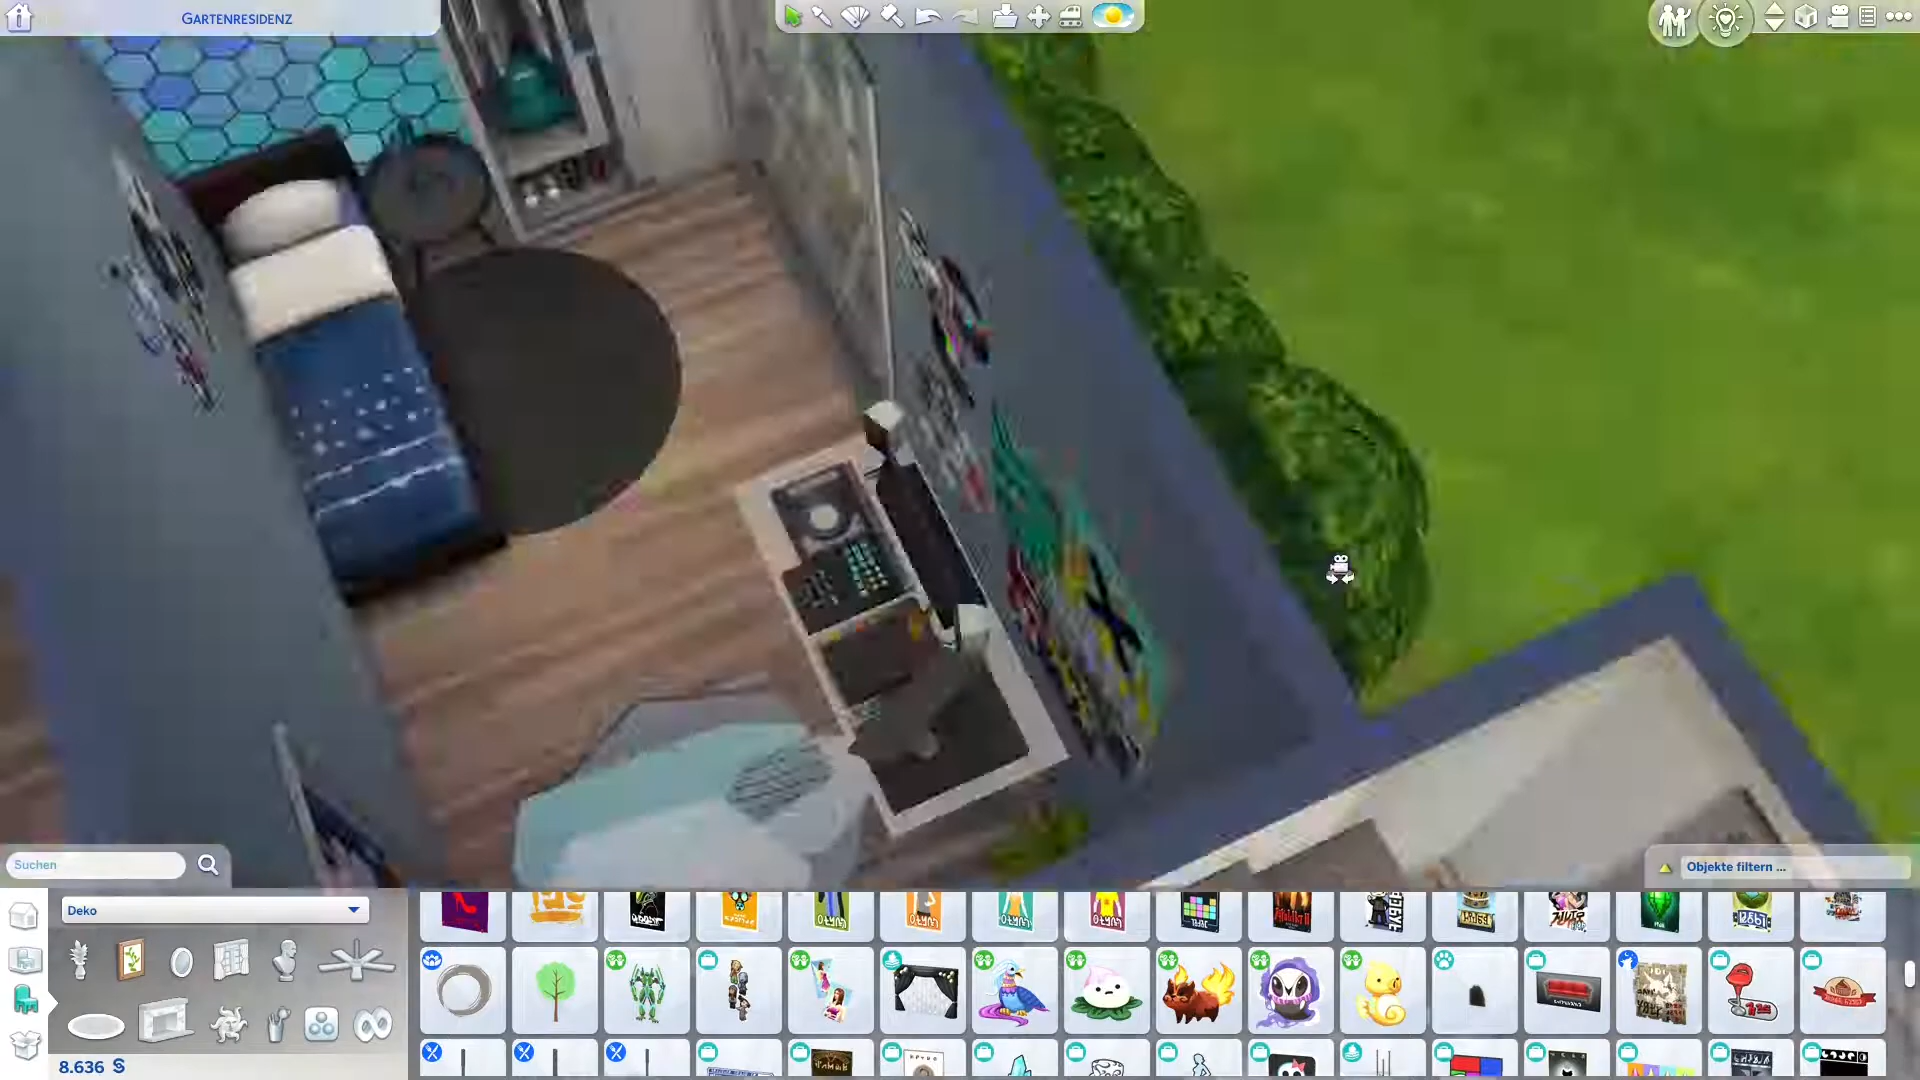 Gartenresidenz
Suchen
Objekte filtern ...
Deko
8.636 S